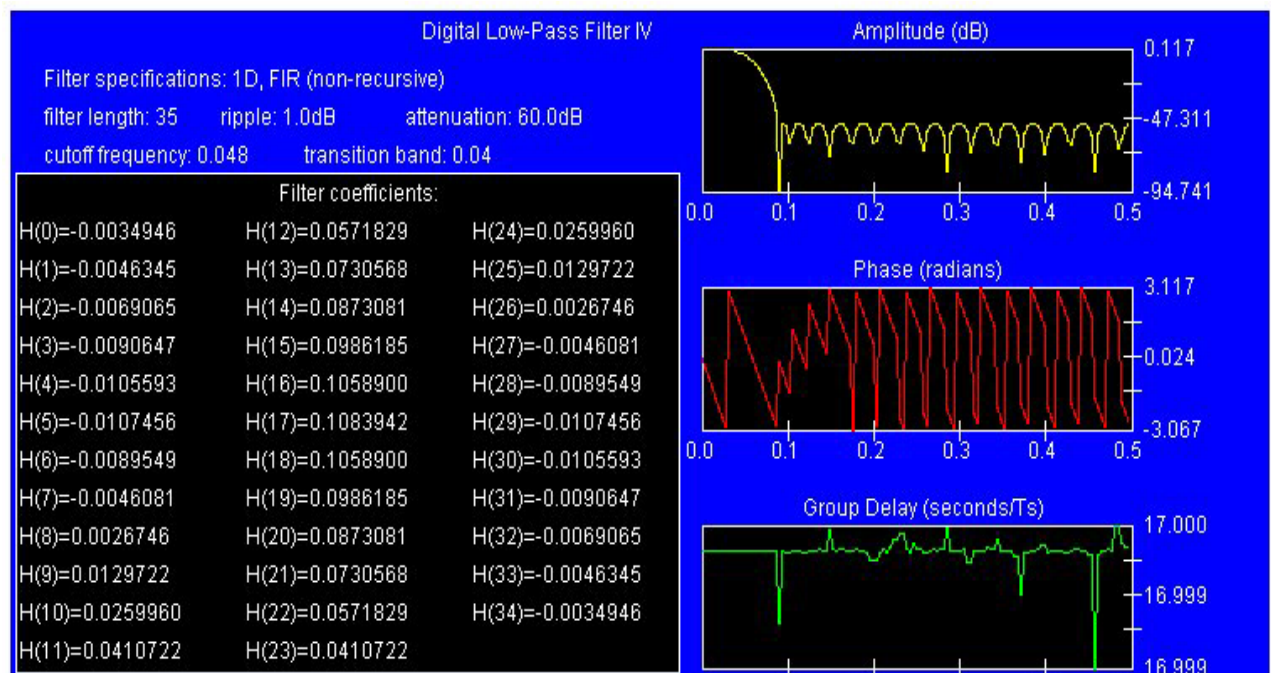 Digital Low-Pass Filter IV
Filter specifications: 1D, FIR (non-recursive)
filter length: 35 ripple: 1.0dB attenuation: 60.0dB
cutoff frequency: 0.048 transition band: 0.04
Filter coefficients:
H(0)=-0.0034946 H(12)=0.0571829 H(24)=0.0259960
H(1)=-0.0046345 H(13)=0.0730568 H(25)=0.0129722
H(2)=-0.0069065 H(14)=0.0873081 H(26)=0.0026746
H(3)=-0.0090647 H(15)=0.0986185 H(27)=-0.0046081
H(4)=-0.0105593 H(16)=0.1058900 H(28)=-0.0089549
H(5)=-0.0107456 H(17)=0.1083942 H(29)=-0.0107456
H(6)=-0.0089549 H(18)=0.1058900 H(30)=-0.0105593
H(7)=-0.0046081 H(19)=0.0986185 H(31)=-0.0090647
H(8)=0.0026746 H(20)=0.0873081 H(32)=-0.0069065
H(9)=0.0129722 H(21)=0.0730568 H(33)=-0.0046345
H(10)=0.0259960 H(22)=0.0571829 H(34)=-0.0034946
H(11)=0.0410722 H(23)=0.0410722
Amplitude (dB)
0.117
-47.311
-94.741
0.0 0.1 0.2 0.3 0.4 0.5
Phase (radians)
3.117
0.024
-3.067
0.0 0.1 0.2 0.3 0.4 0.5
Group Delay (seconds/Ts)
17.000
16.999
16.999